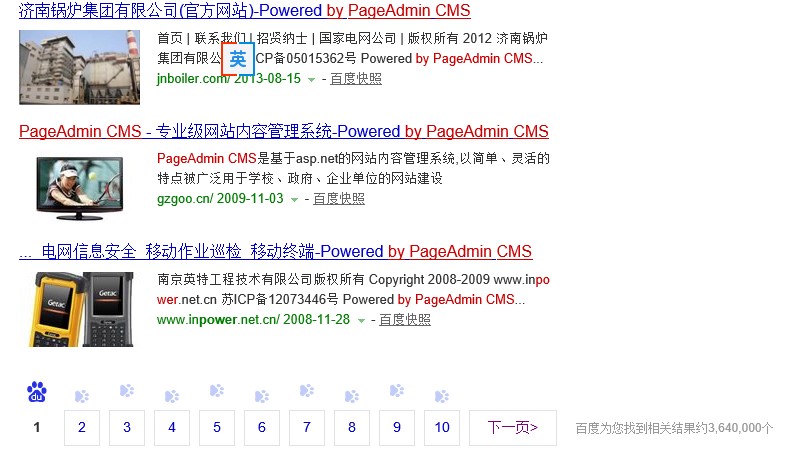 济南锅炉集团有限公司(官方网站)-Powered by PageAdmin CMS
首页 | 联系我们 | 招贤纳士 | 国家电网公司 | 版权所有 2012 济南锅炉
集团有限公 英 CP备05015362号 Powered by PageAdmin CMS...
jnboiler.com/ 2013-08-15 - 百度快照
PageAdmin CMS - 专业级网站内容管理系统-Powered by PageAdmin CMS
PageAdmin CMS是基于asp.net的网站内容管理系统,以简单、灵活的
特点被广泛用于学校、政府、企业单位的网站建设
gzgoo.cn/ 2009-11-03 - 百度快照
... 电网信息安全 移动作业巡检 移动终端-Powered by PageAdmin CMS
Getac Getac
南京英特工程技术有限公司版权所有 Copyright 2008-2009 www.inpo
wer.net.cn 苏ICP备12073446号 Powered by PageAdmin CMS...
www.inpower.net.cn/ 2008-11-28 - 百度快照
du
1 2 3 4 5 6 7 8 9 10 下一页> 百度为您找到相关结果约3,640,000个